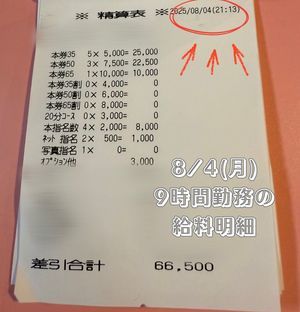 ※ 精算表 ※2025/08/04(21:13)
本券35 5× 5,000= 25,000
本券50 3× 7,500= 22,500
本券65 1×10,000= 10,000
本券35割 0× 4,000= 0
本券50割 0× 6,000= 0
本券65割 0× 8,000= 0
20分コース 0× 3,000= 0
本指名数 4× 2,000= 8,000
ネット指名 2× 500= 1,000
写真指名 1× 0= 0
オプション他 3,000
8/4(月)
9時間勤務の
給料明細
差引合計 66,500